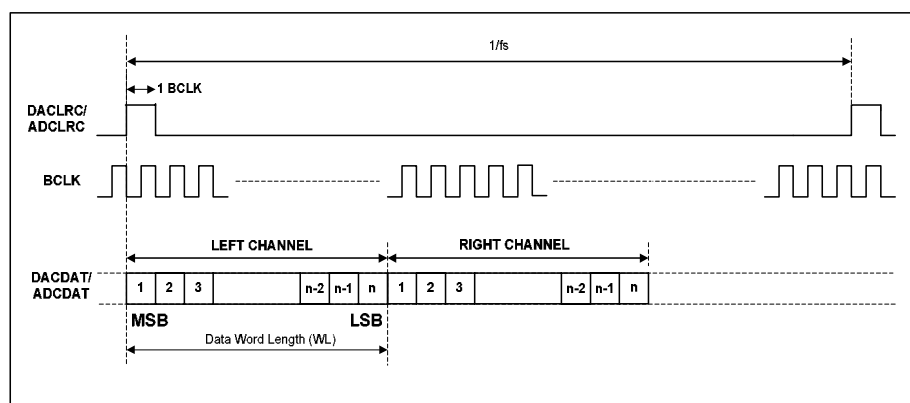 1/fs
1 BCLK
DACLRC/
ADCLRC
BCLK
LEFT CHANNEL
RIGHT CHANNEL
DACDAT/
ADCDAT
1 2 3 n-2 n-1 n 1 2 3 n-2 n-1 n
MSB LSB
Data Word Length (WL)